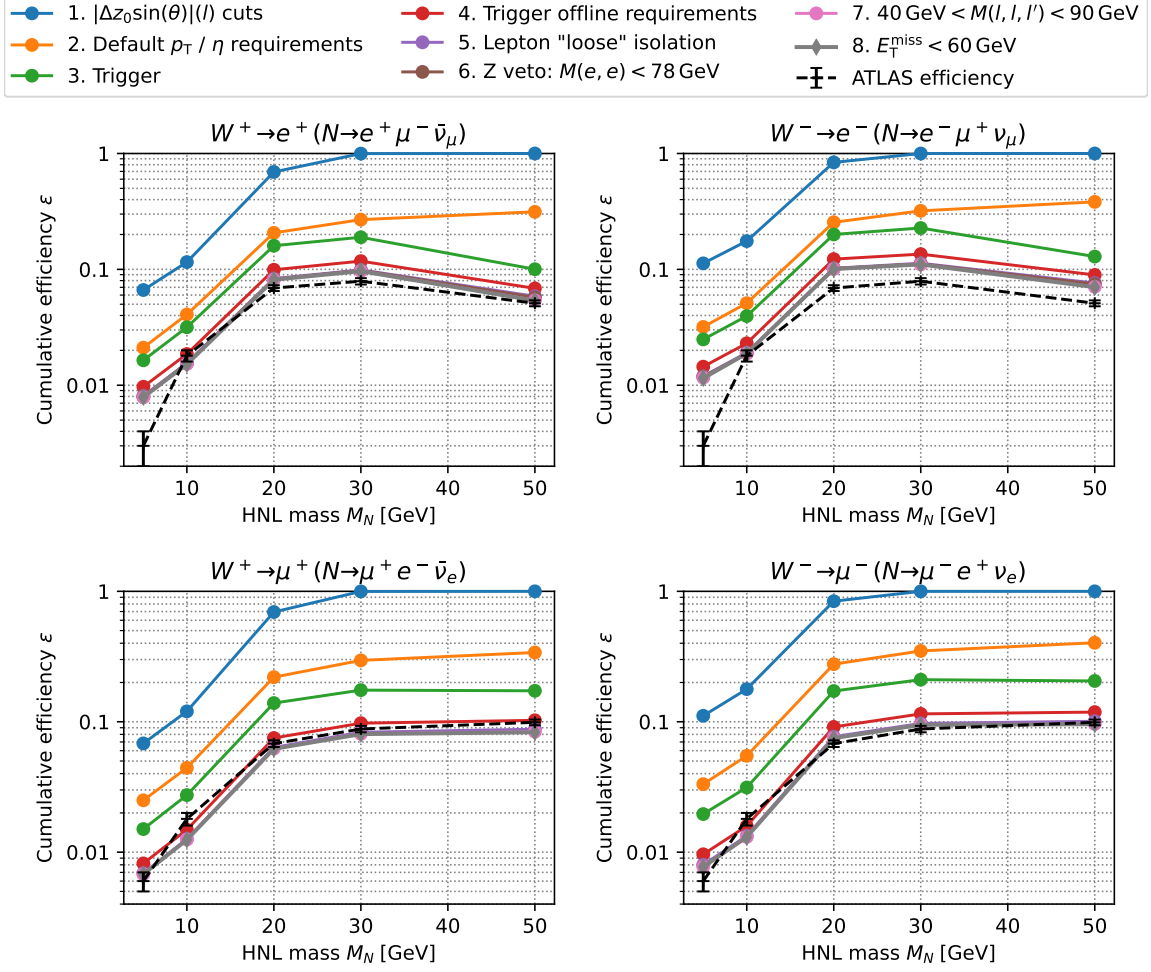 1. |Δz₀sin(θ)|(l) cuts
2. Default p_T / η requirements
3. Trigger
4. Trigger offline requirements
5. Lepton "loose" isolation
6. Z veto: M(e, e) < 78 GeV
7. 40 GeV < M(l, l, l′) < 90 GeV
8. E_T^miss < 60 GeV
ATLAS efficiency
W⁺→e⁺(N→e⁺μ⁻ν̄_μ)
1
0.1
0.01
Cumulative efficiency ε
10 20 30 40 50
HNL mass M_N [GeV]
W⁻→e⁻(N→e⁻μ⁺ν_μ)
1
0.1
0.01
Cumulative efficiency ε
10 20 30 40 50
HNL mass M_N [GeV]
W⁺→μ⁺(N→μ⁺e⁻ν̄_e)
1
0.1
0.01
Cumulative efficiency ε
10 20 30 40 50
HNL mass M_N [GeV]
W⁻→μ⁻(N→μ⁻e⁺ν_e)
1
0.1
0.01
Cumulative efficiency ε
10 20 30 40 50
HNL mass M_N [GeV]